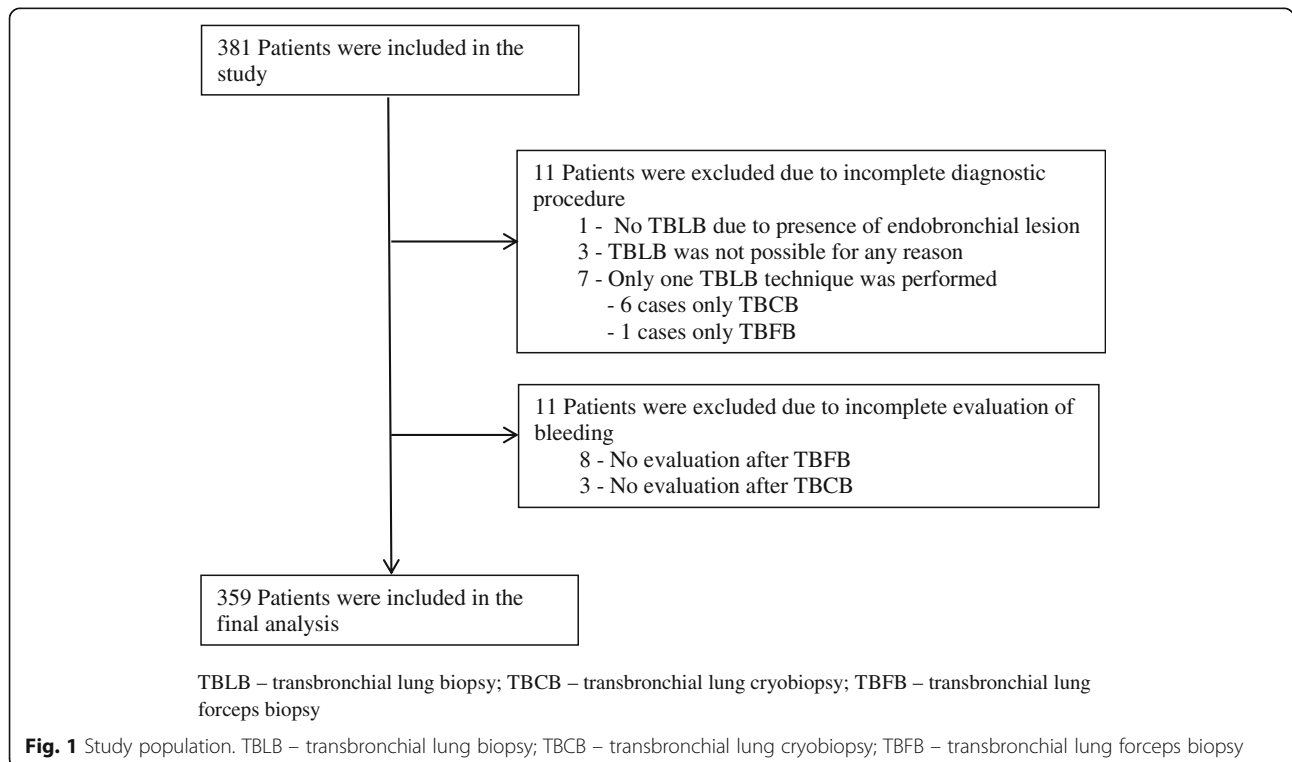 381 Patients were included in the
study
11 Patients were excluded due to incomplete diagnostic
procedure
1 - No TBLB due to presence of endobronchial lesion
3 - TBLB was not possible for any reason
7 - Only one TBLB technique was performed
- 6 cases only TBCB
- 1 cases only TBFB
11 Patients were excluded due to incomplete evaluation of
bleeding
8 - No evaluation after TBFB
3 - No evaluation after TBCB
359 Patients were included in the
final analysis
TBLB – transbronchial lung biopsy; TBCB – transbronchial lung cryobiopsy; TBFB – transbronchial lung
forceps biopsy
Fig. 1 Study population. TBLB – transbronchial lung biopsy; TBCB – transbronchial lung cryobiopsy; TBFB – transbronchial lung forceps biopsy